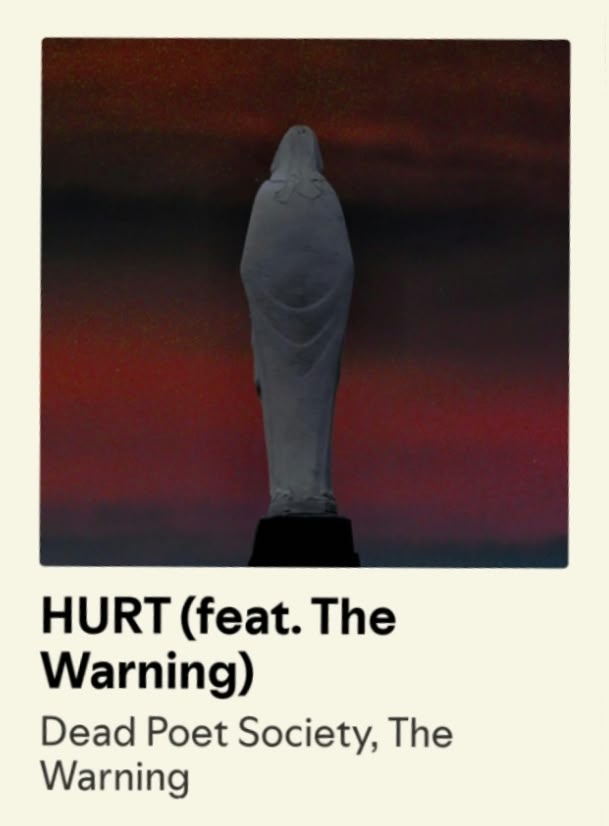 HURT (feat. The
Warning)
Dead Poet Society, The
Warning